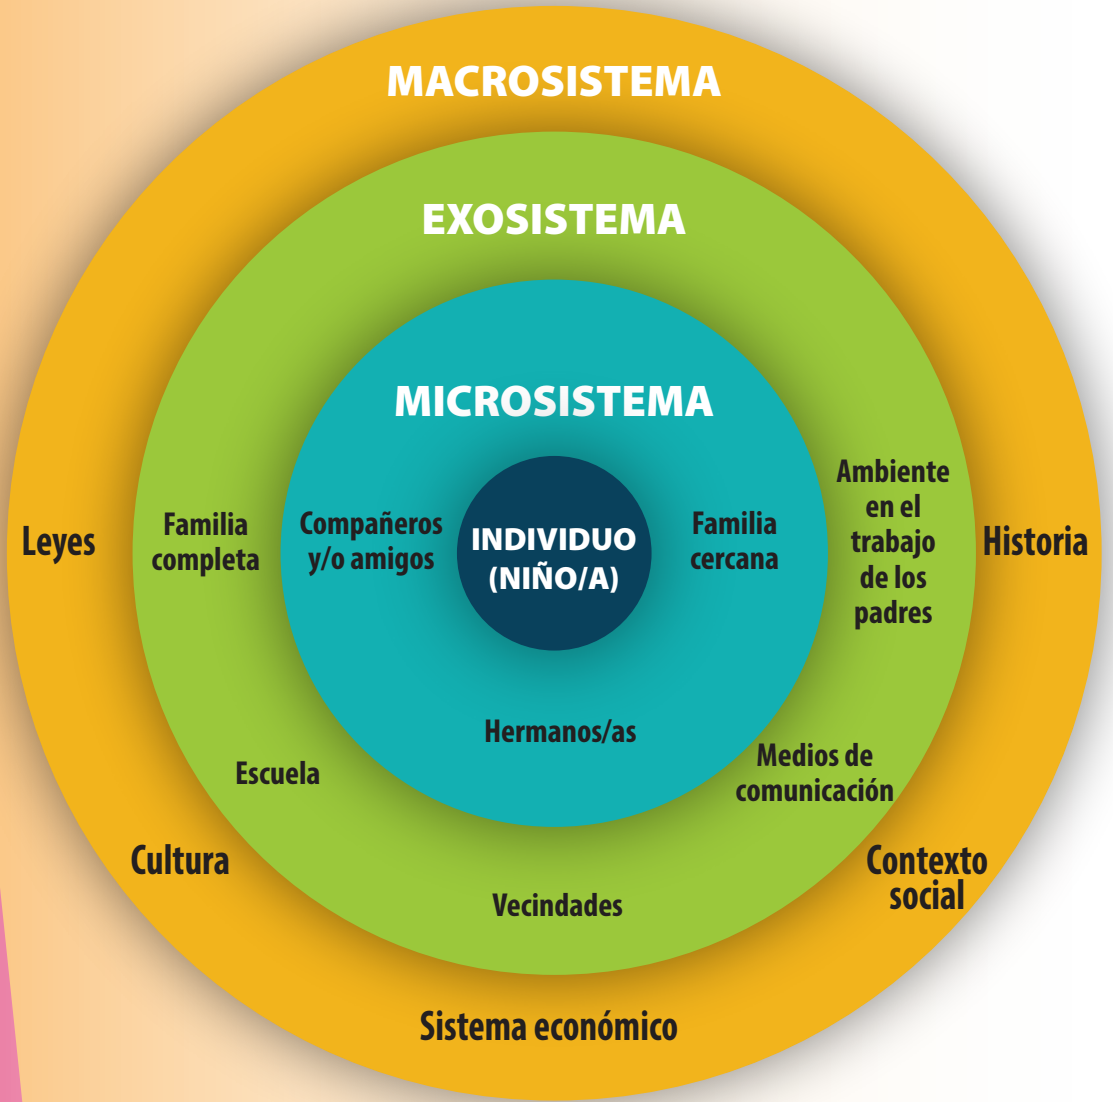 MACROSISTEMA
EXOSISTEMA
MICROSISTEMA
INDIVIDUO
(NIÑO/A)
Compañeros
y/o amigos
Familia
cercana
Hermanos/as
Familia
completa
Ambiente
en el
trabajo
de los
padres
Escuela
Medios de
comunicación
Vecindades
Leyes
Historia
Cultura
Contexto
social
Sistema económico